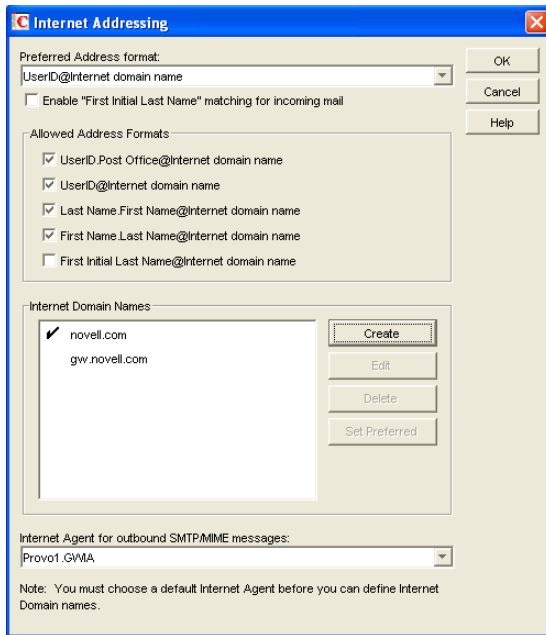 Internet Addressing
Preferred Address format:
UserID@Internet domain name
Enable "First Initial Last Name" matching for incoming mail
OK
Cancel
Help
Allowed Address Formats
UserID.Post Office@Internet domain name
UserID@Internet domain name
Last Name.First Name@Internet domain name
First Name.Last Name@Internet domain name
First Initial Last Name@Internet domain name
Internet Domain Names
novell.com
gw.novell.com
Create
Edit
Delete
Set Preferred
Internet Agent for outbound SMTP/MIME messages:
Provo1.GWIA
Note: You must choose a default Internet Agent before you can define Internet
Domain names.